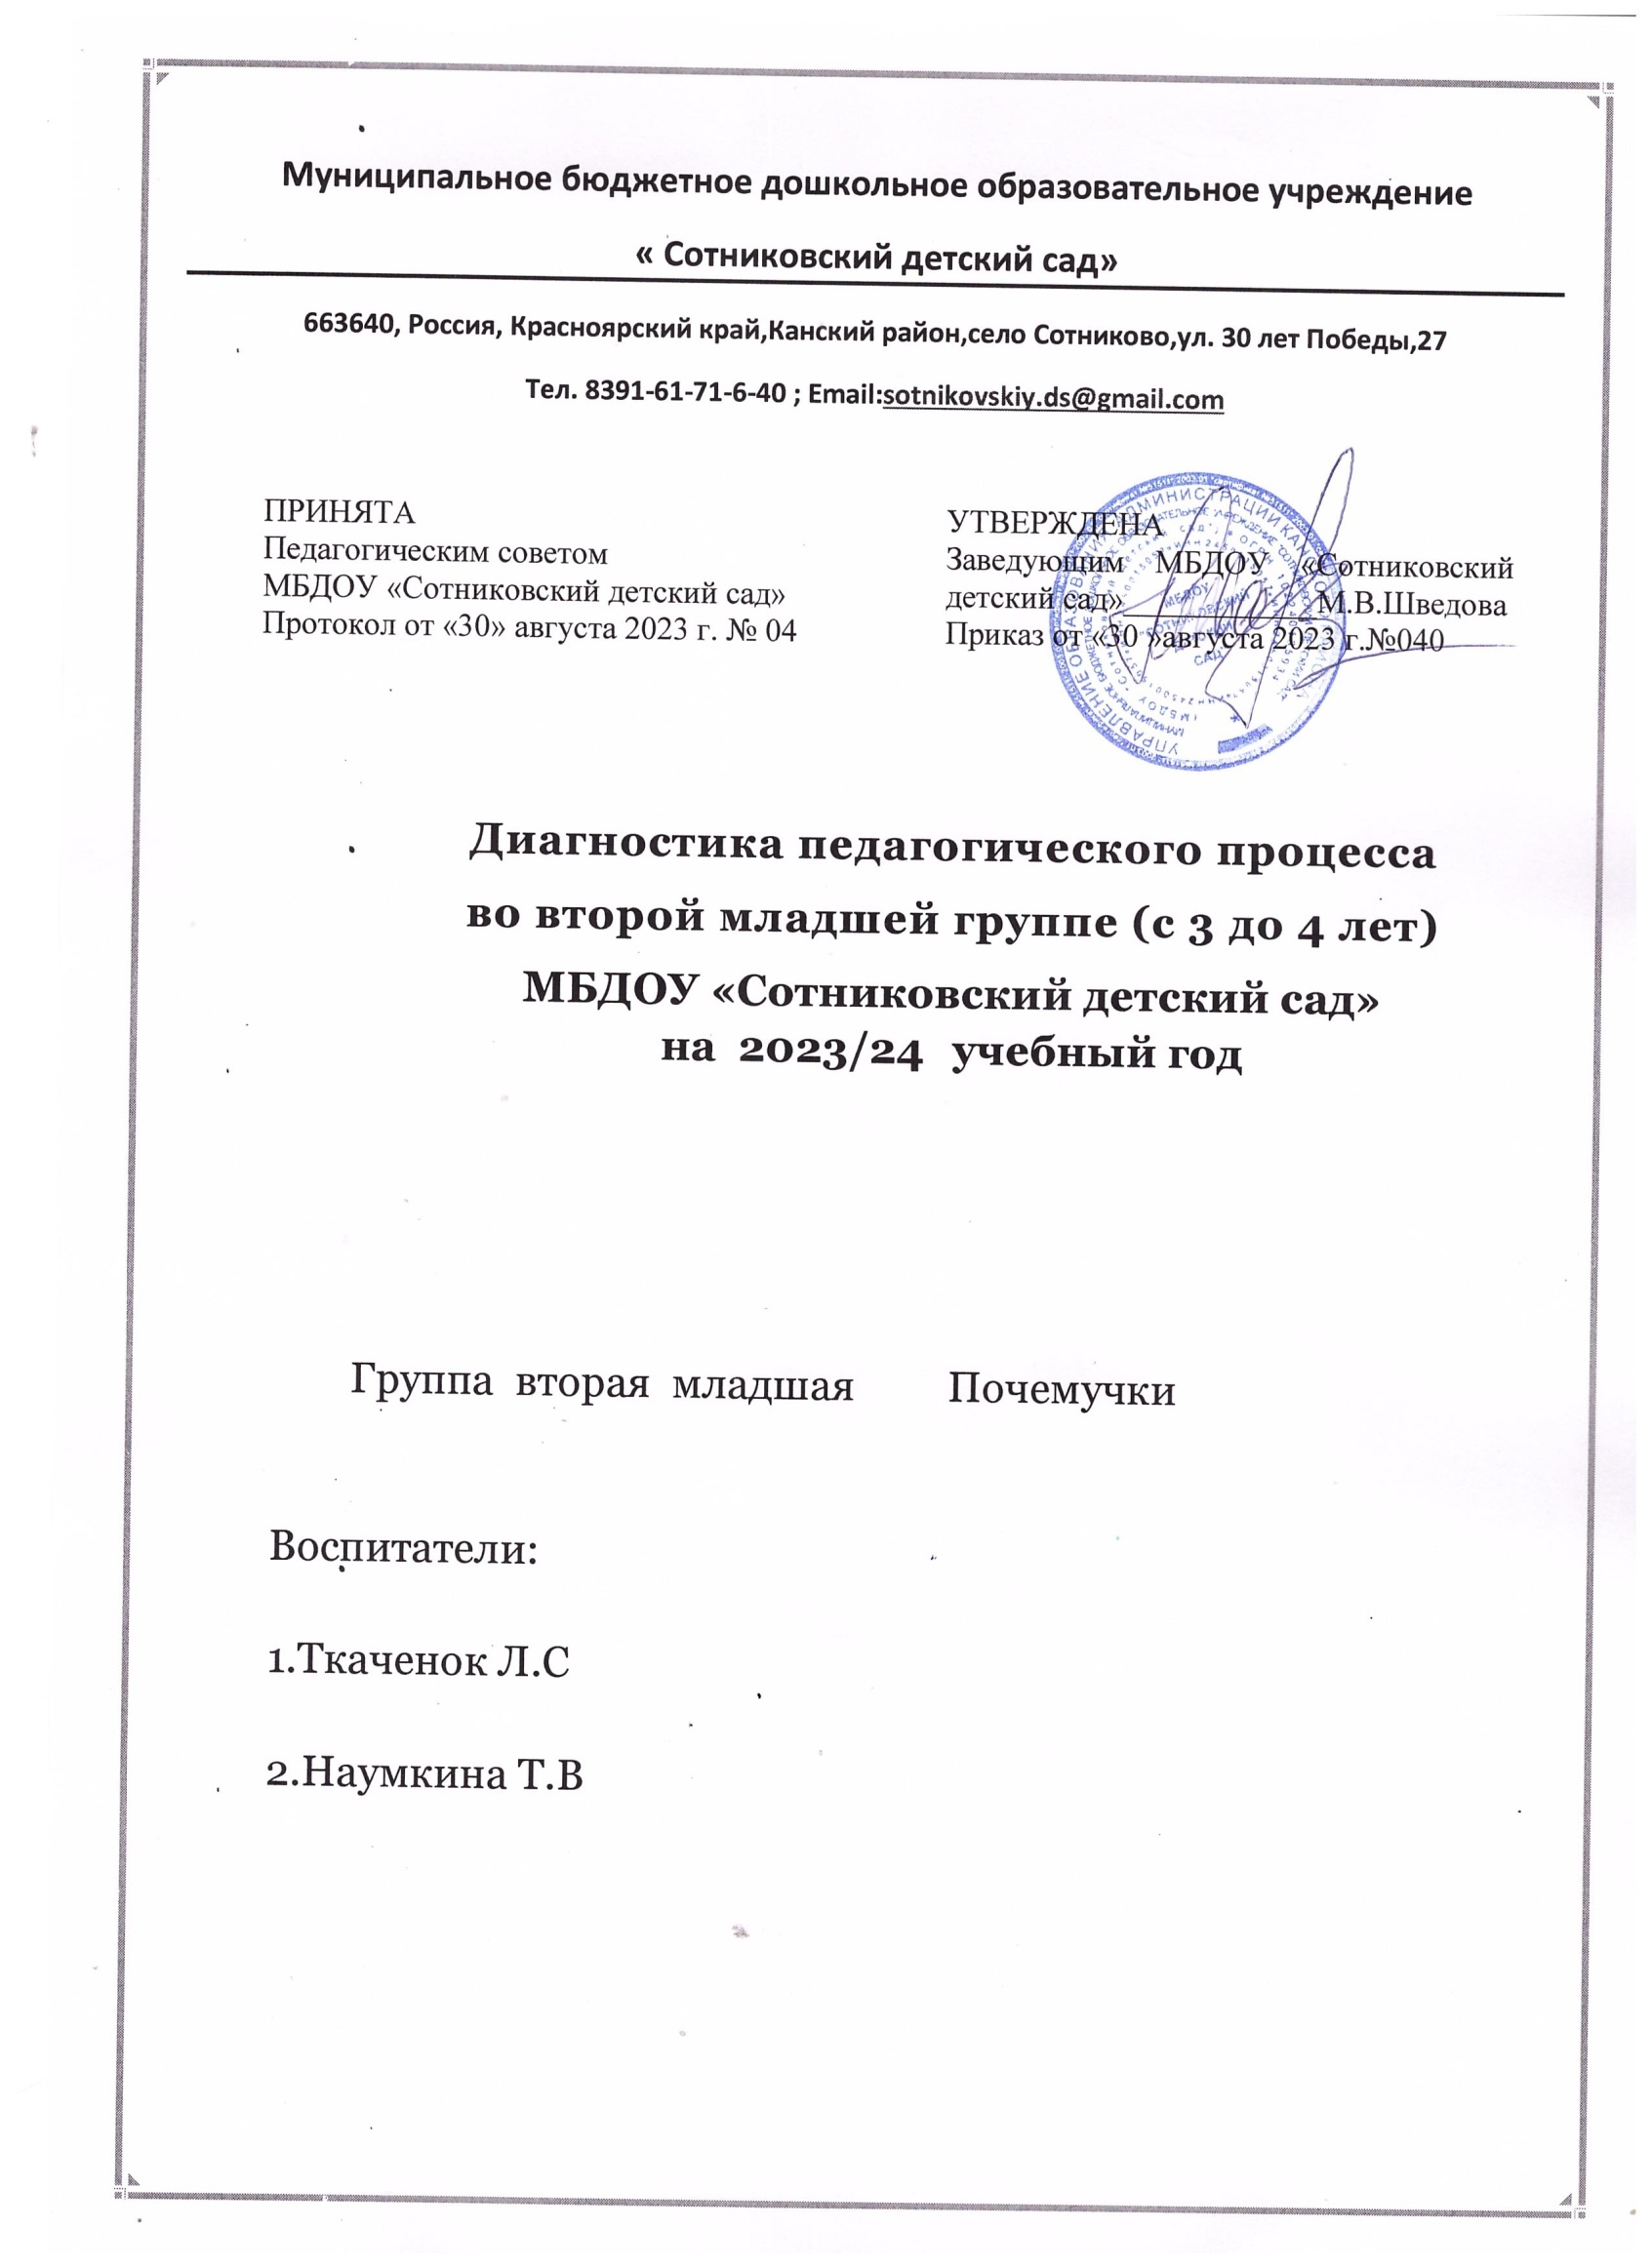 Муниципальное бюджетное дошкольное образовательное учреждение
« Сотниковский детский сад»
663640, Россия, Красноярский край,Канский район,село Сотниково,ул. 30 лет Победы,27
Тел. 8391-61-71-6-40 ; Email:sotnikovskiy.ds@gmail.com
ПРИНЯТА
Педагогическим советом
МБДОУ «Сотниковский детский сад»
Протокол от «30» августа 2023 г. № 04
УТВЕРЖДЕНА
Заведующим МБДОУ «Сотниковский
детский сад» М.В.Шведова
Приказ от «30 »августа 2023 г.№040
МБДОУ
"СОТНИКОВСКИЙ
ДЕТСКИЙ
САД"
Диагностика педагогического процесса
во второй младшей группе (с 3 до 4 лет)
МБДОУ «Сотниковский детский сад»
на 2023/24 учебный год
Группа вторая младшая Почемучки
Воспитатели:
1.Ткаченок Л.С
2.Наумкина Т.В